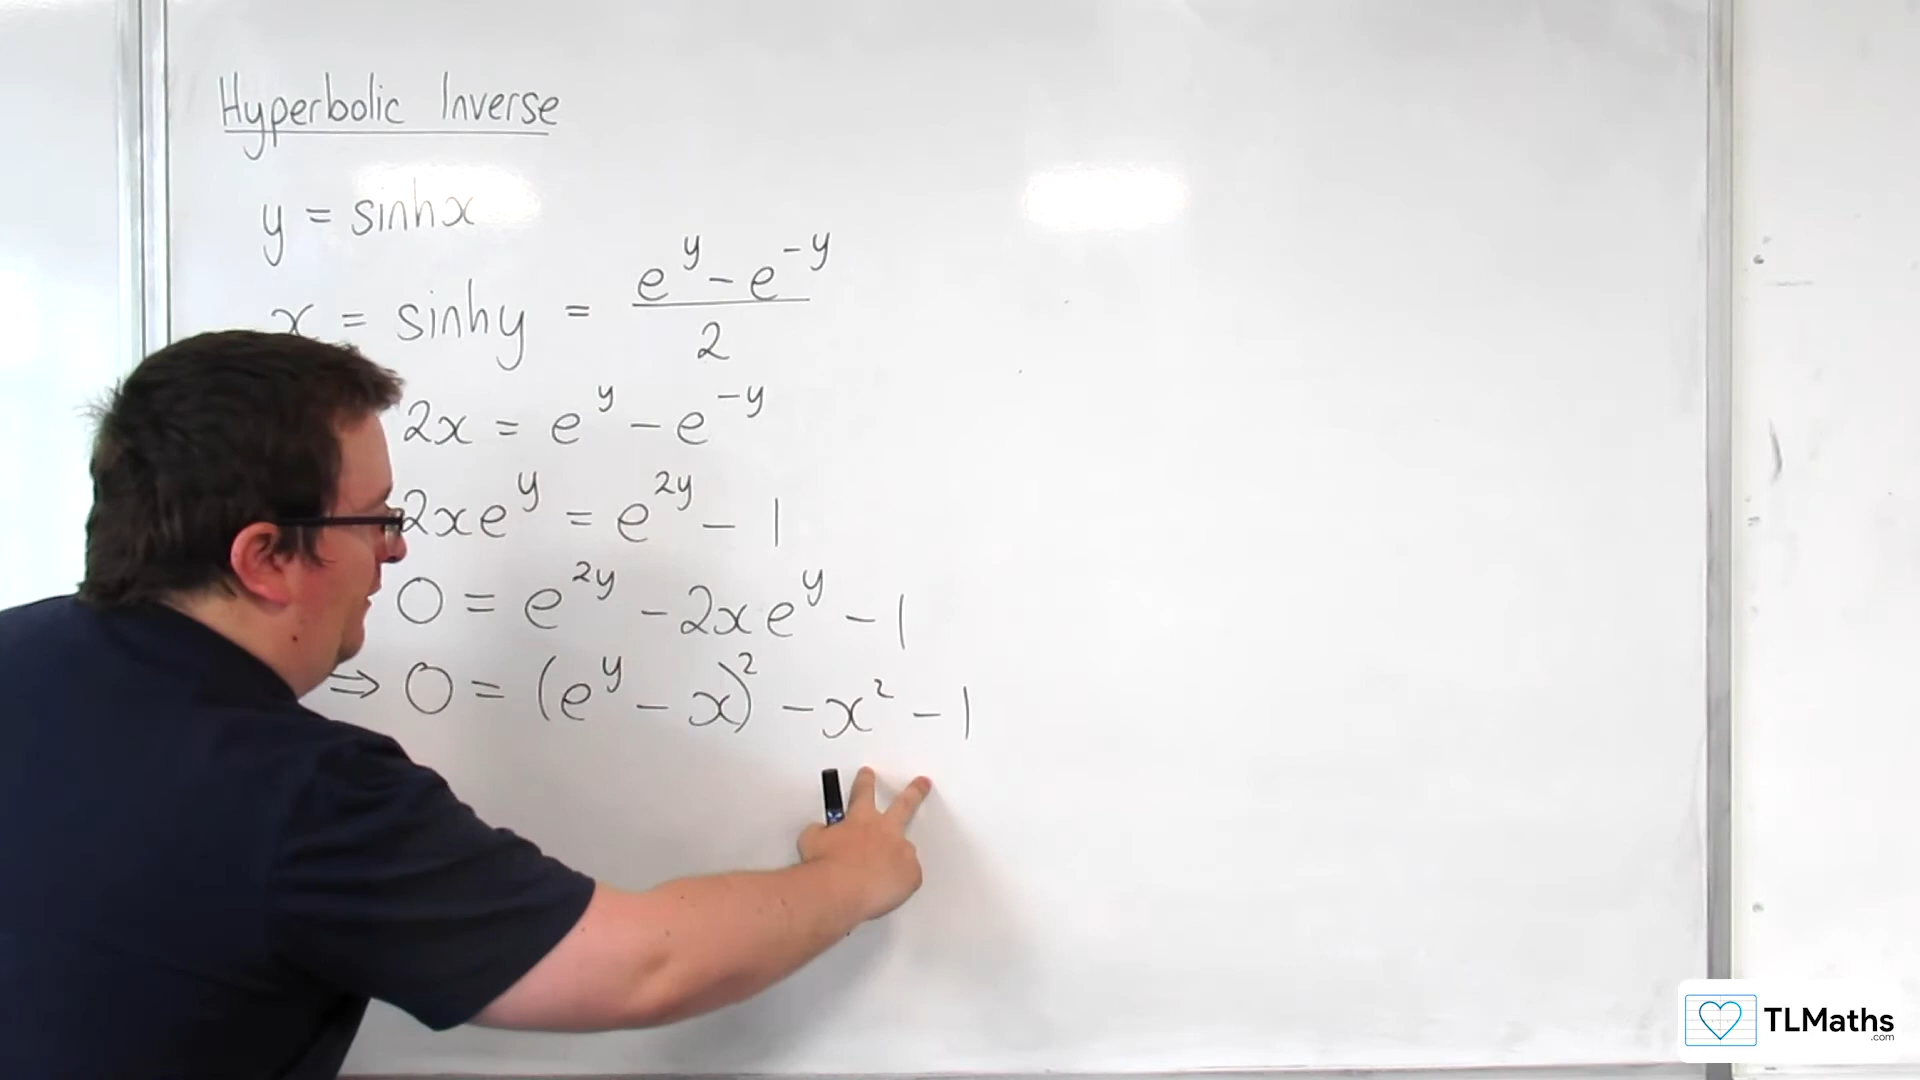 Hyperbolic Inverse
y = sinhx
x = sinhy = (e^y - e^-y)/2
2x = e^y - e^-y
2xe^y = e^2y - 1
0 = e^2y - 2xe^y - 1
⇒ 0 = (e^y - x)^2 - x^2 - 1
TLMaths
.com